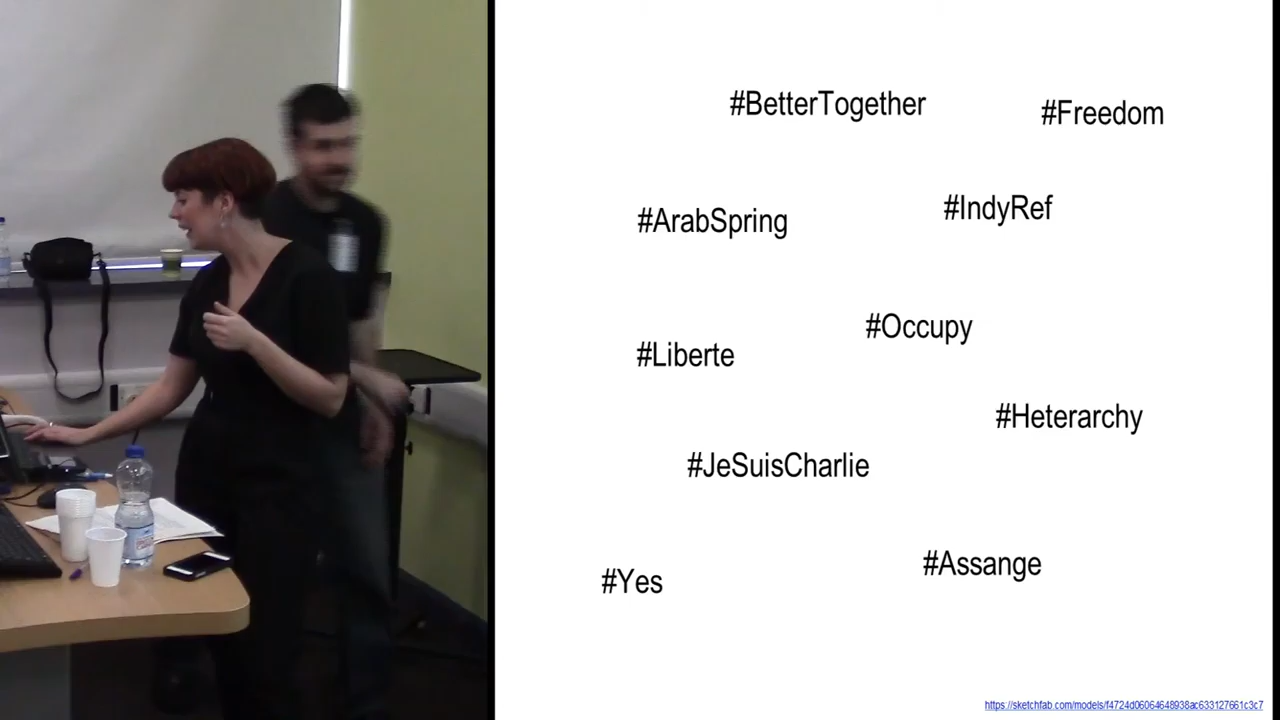 #BetterTogether
#Freedom
#ArabSpring
#IndyRef
#Occupy
#Liberte
#Heterarchy
#JeSuisCharlie
#Assange
#Yes
https://sketchfab.com/models/f4724d06064648938ac633127661c3c7